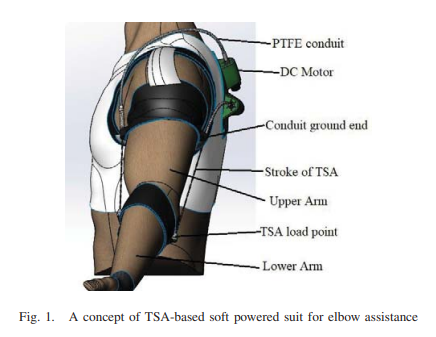 PTFE conduit
DC Motor
Conduit ground end
Stroke of TSA
Upper Arm
TSA load point
Lower Arm
Fig. 1. A concept of TSA-based soft powered suit for elbow assistance